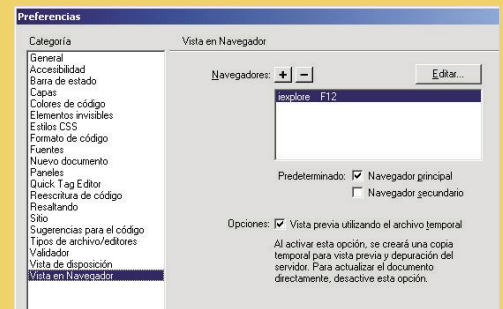 Preferencias
Categoría
General
Accesibilidad
Barra de estado
Capas
Colores de código
Elementos invisibles
Estilos CSS
Formato de código
Fuentes
Nuevo documento
Paneles
Quick Tag Editor
Reescritura de código
Resaltando
Sitio
Sugerencias para el código
Tipos de archivo/editores
Validador
Vista de disposición
Vista en Navegador
Vista en Navegador
Navegadores: + − Editar...
iexplore F12
Predeterminado: Navegador principal
Navegador secundario
Opciones: Vista previa utilizando el archivo temporal
Al activar esta opción, se creará una copia
temporal para vista previa y depuración del
servidor. Para actualizar el documento
directamente, desactive esta opción.